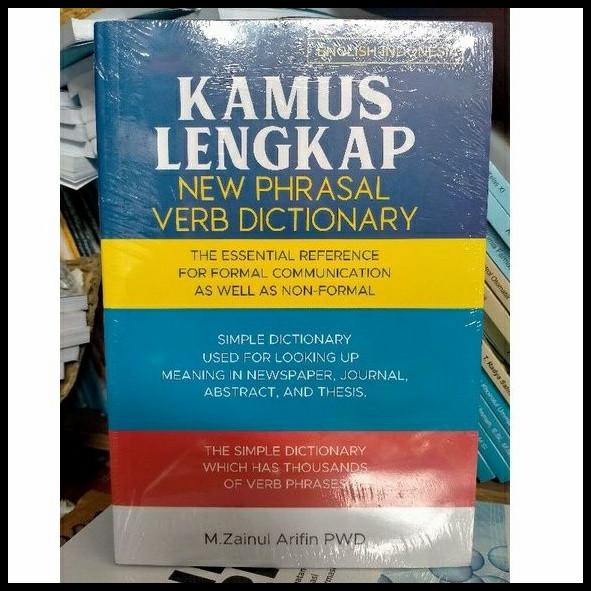 ENGLISH-INDONESIA
KAMUS
LENGKAP
NEW PHRASAL
VERB DICTIONARY
THE ESSENTIAL REFERENCE
FOR FORMAL COMMUNICATION
AS WELL AS NON-FORMAL
SIMPLE DICTIONARY
USED FOR LOOKING UP
MEANING IN NEWSPAPER, JOURNAL,
ABSTRACT, AND THESIS.
THE SIMPLE DICTIONARY
WHICH HAS THOUSANDS
OF VERB PHRASES
M.Zainul Arifin PWD